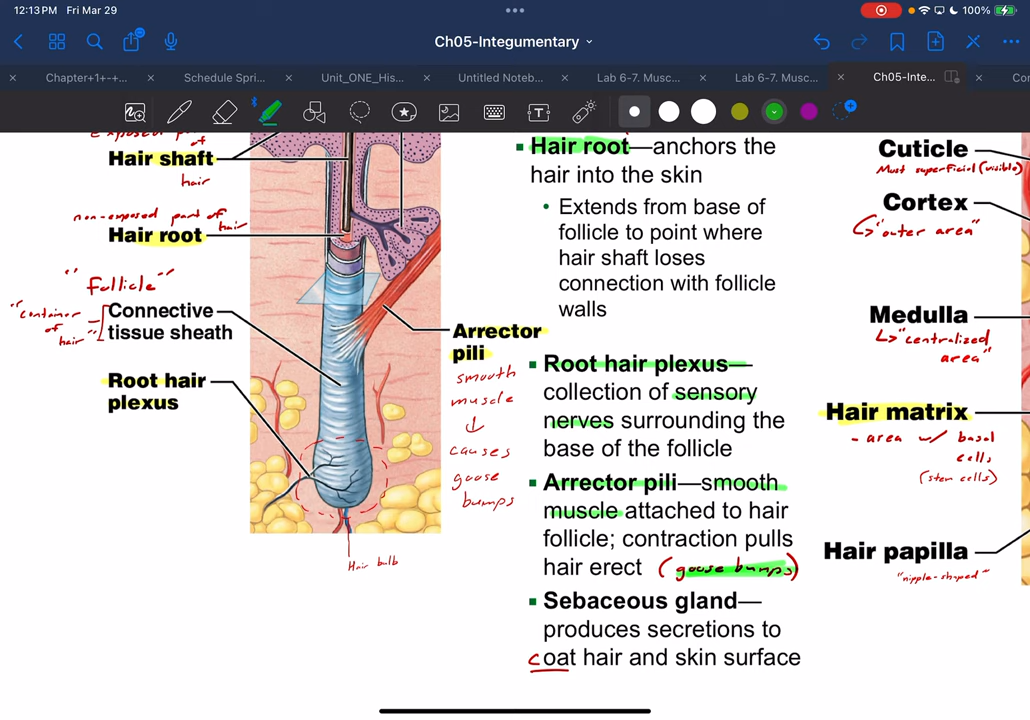 12:13 PM Fri Mar 29
100%
Ch05-Integumentary
Chapter+1+-+...
Schedule Spri...
Unit_ONE_His...
Untitled Noteb...
Lab 6-7. Musc...
Lab 6-7. Musc...
Ch05-Inte...
Cor
exposed part of
Hair shaft
hair
non-exposed part of
hair
Hair root
"follicle"
"container
of
hair"
Connective
tissue sheath
Root hair
plexus
Hair bulb
Arrector
pili
smooth
muscle
↓
causes
goose
bumps
▪ Hair root—anchors the
hair into the skin
• Extends from base of
follicle to point where
hair shaft loses
connection with follicle
walls
▪ Root hair plexus—
collection of sensory
nerves surrounding the
base of the follicle
▪ Arrector pili—smooth
muscle attached to hair
follicle; contraction pulls
hair erect (goose bumps)
▪ Sebaceous gland—
produces secretions to
coat hair and skin surface
Cuticle
Must superficial (visible)
Cortex
↳"outer area"
Medulla
↳"centralized
area"
Hair matrix
- area w/ basal
cells
(stem cells)
Hair papilla
"nipple-shaped"